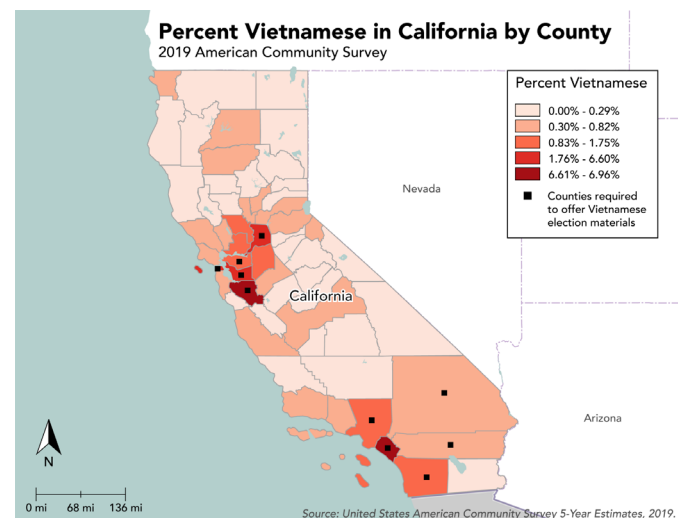 Percent Vietnamese in California by County
2019 American Community Survey
Percent Vietnamese
0.00% - 0.29%
0.30% - 0.82%
0.83% - 1.75%
1.76% - 6.60%
6.61% - 6.96%
Counties required
to offer Vietnamese
election materials
Nevada
California
Arizona
N
0 mi 68 mi 136 mi
Source: United States American Community Survey 5-Year Estimates, 2019.